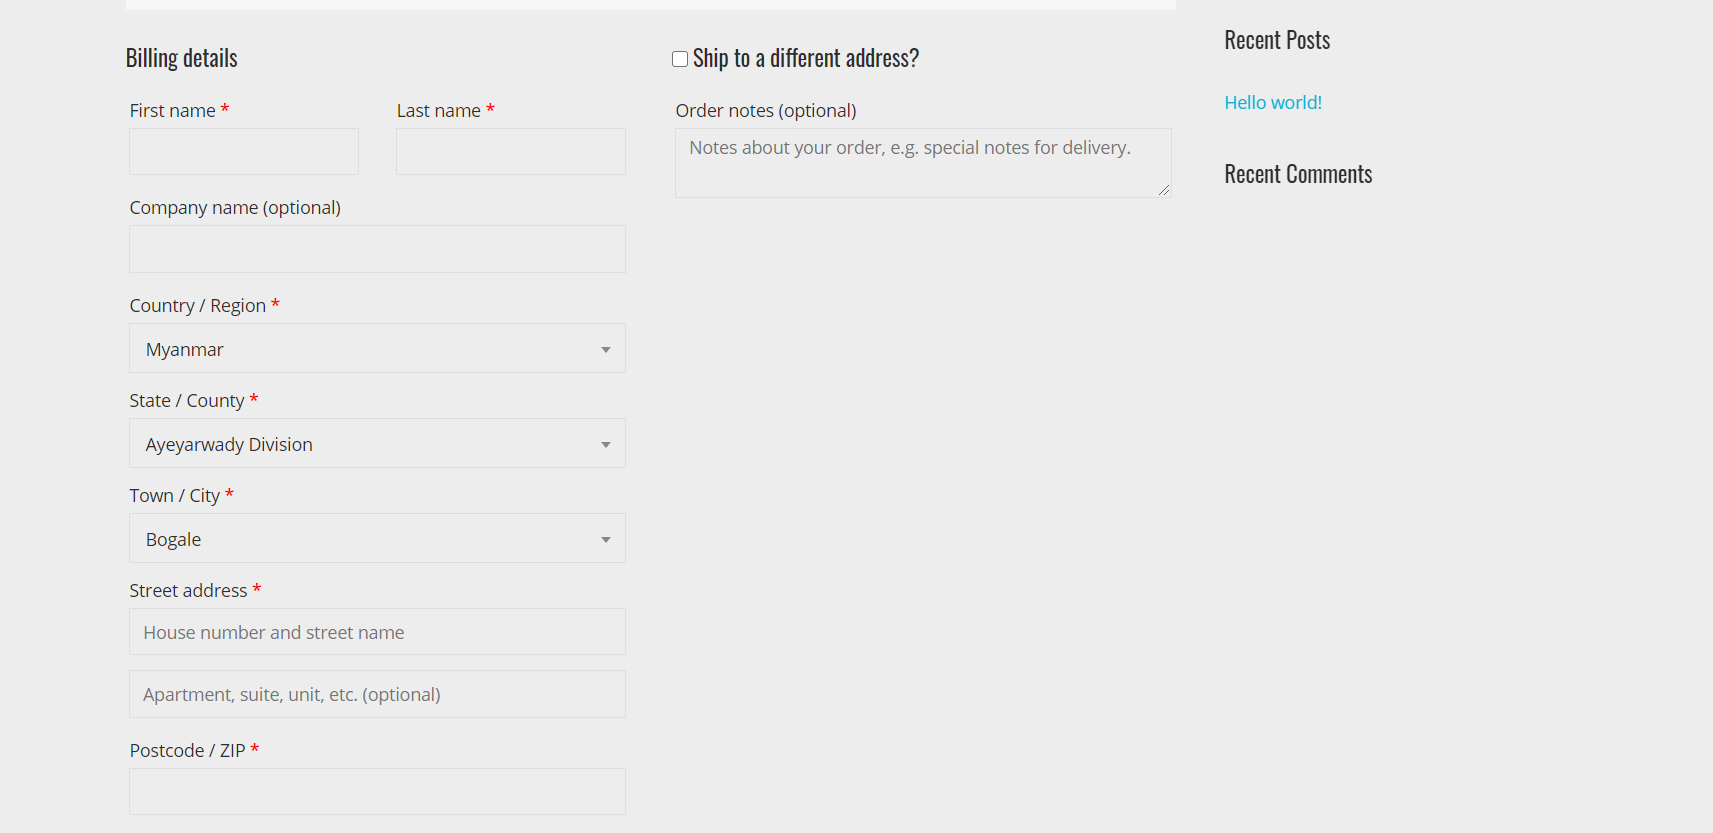 Billing details
First name *
Last name *
Company name (optional)
Country / Region *
Myanmar
State / County *
Ayeyarwady Division
Town / City *
Bogale
Street address *
House number and street name
Apartment, suite, unit, etc. (optional)
Postcode / ZIP *
Ship to a different address?
Order notes (optional)
Notes about your order, e.g. special notes for delivery.
Recent Posts
Hello world!
Recent Comments